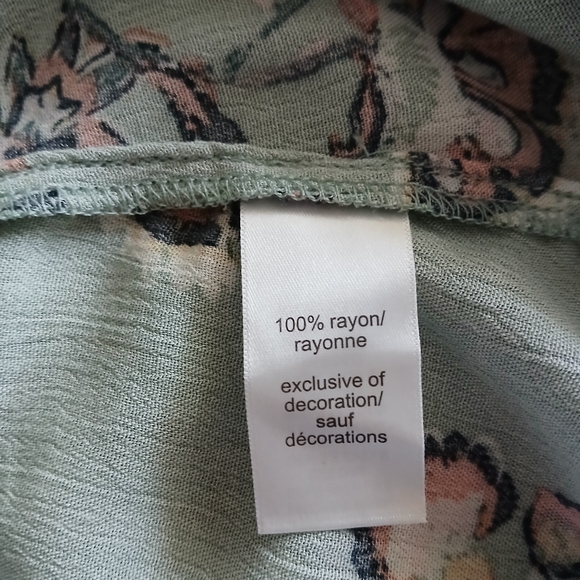 100% rayon/
rayonne
exclusive of
decoration/
sauf
décorations